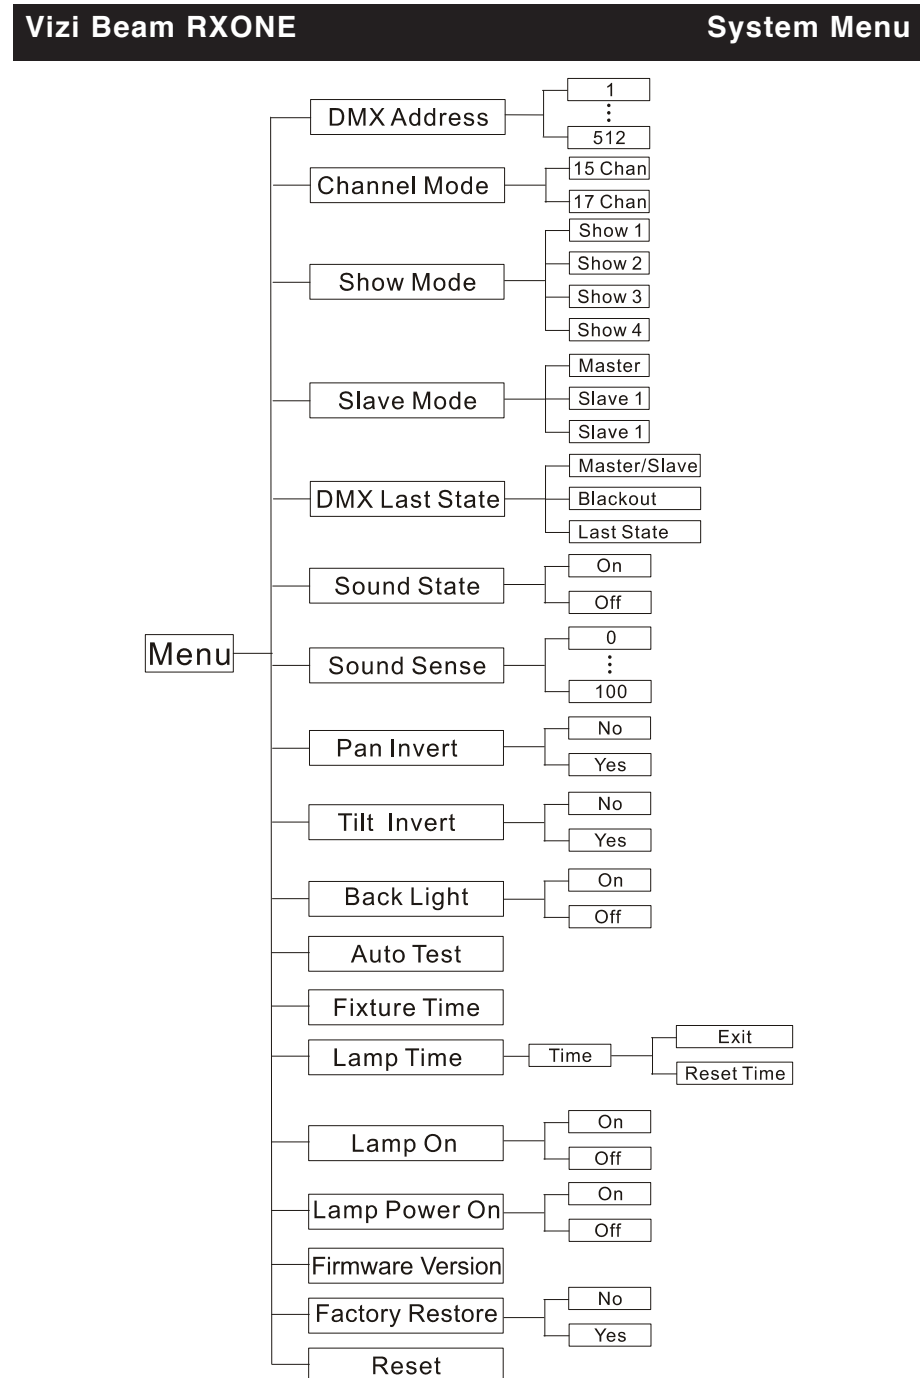 Vizi Beam RXONE System Menu
Menu
DMX Address
1
512
Channel Mode
15 Chan
17 Chan
Show Mode
Show 1
Show 2
Show 3
Show 4
Slave Mode
Master
Slave 1
Slave 1
DMX Last State
Master/Slave
Blackout
Last State
Sound State
On
Off
Sound Sense
0
100
Pan Invert
No
Yes
Tilt Invert
No
Yes
Back Light
On
Off
Auto Test
Fixture Time
Lamp Time
Time
Exit
Reset Time
Lamp On
On
Off
Lamp Power On
On
Off
Firmware Version
Factory Restore
No
Yes
Reset